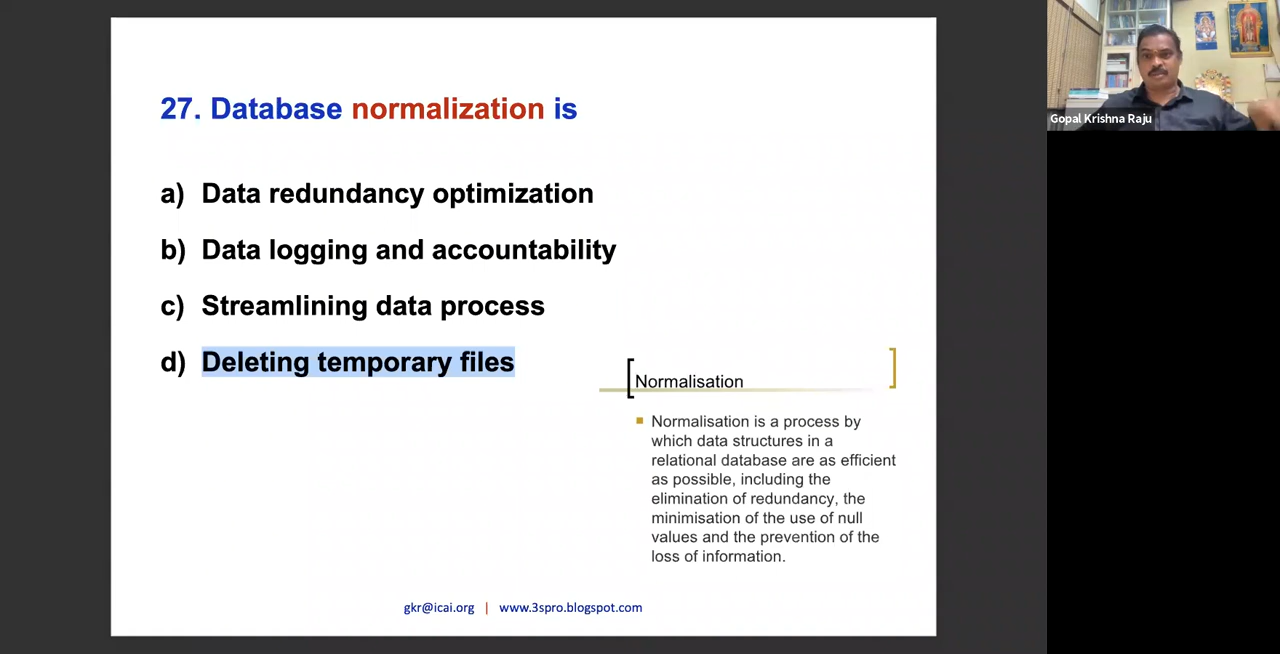 27. Database normalization is
a) Data redundancy optimization
b) Data logging and accountability
c) Streamlining data process
d) Deleting temporary files
Normalisation
Normalisation is a process by
which data structures in a
relational database are as efficient
as possible, including the
elimination of redundancy, the
minimisation of the use of null
values and the prevention of the
loss of information.
gkr@icai.org | www.3spro.blogspot.com
Gopal Krishna Raju